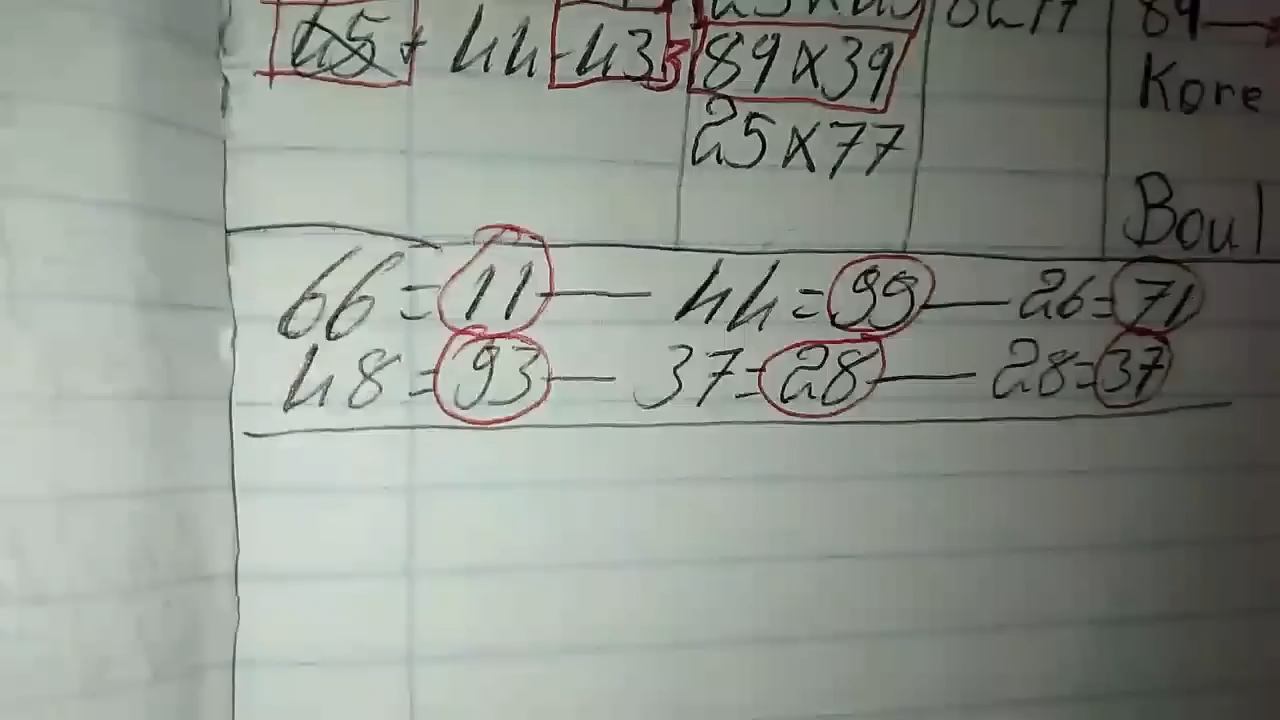 44 43 89X39 Kore
25X77
Boul
66=11—44=99—26=71
48=93—37=28—28=37